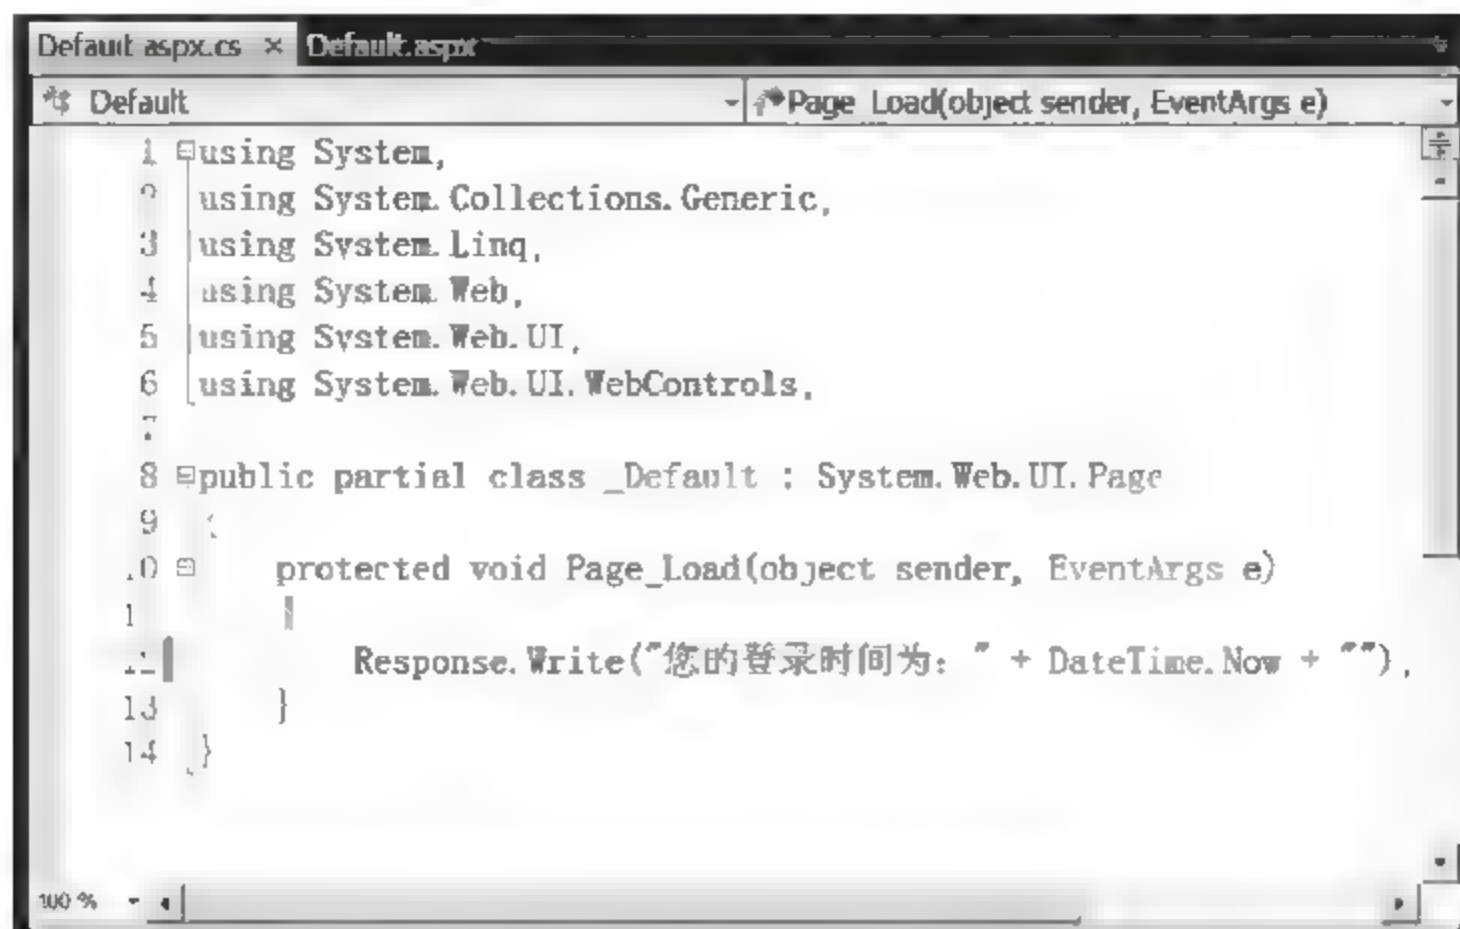 Default.aspx.cs × Default.aspx
Default Page_Load(object sender, EventArgs e)
1 using System;
2 using System.Collections.Generic;
3 using System.Linq;
4 using System.Web;
5 using System.Web.UI;
6 using System.Web.UI.WebControls;
7
8 public partial class _Default : System.Web.UI.Page
9 {
10 protected void Page_Load(object sender, EventArgs e)
11 {
12 Response.Write("您的登录时间为：" + DateTime.Now + "");
13 }
14 }
100 %